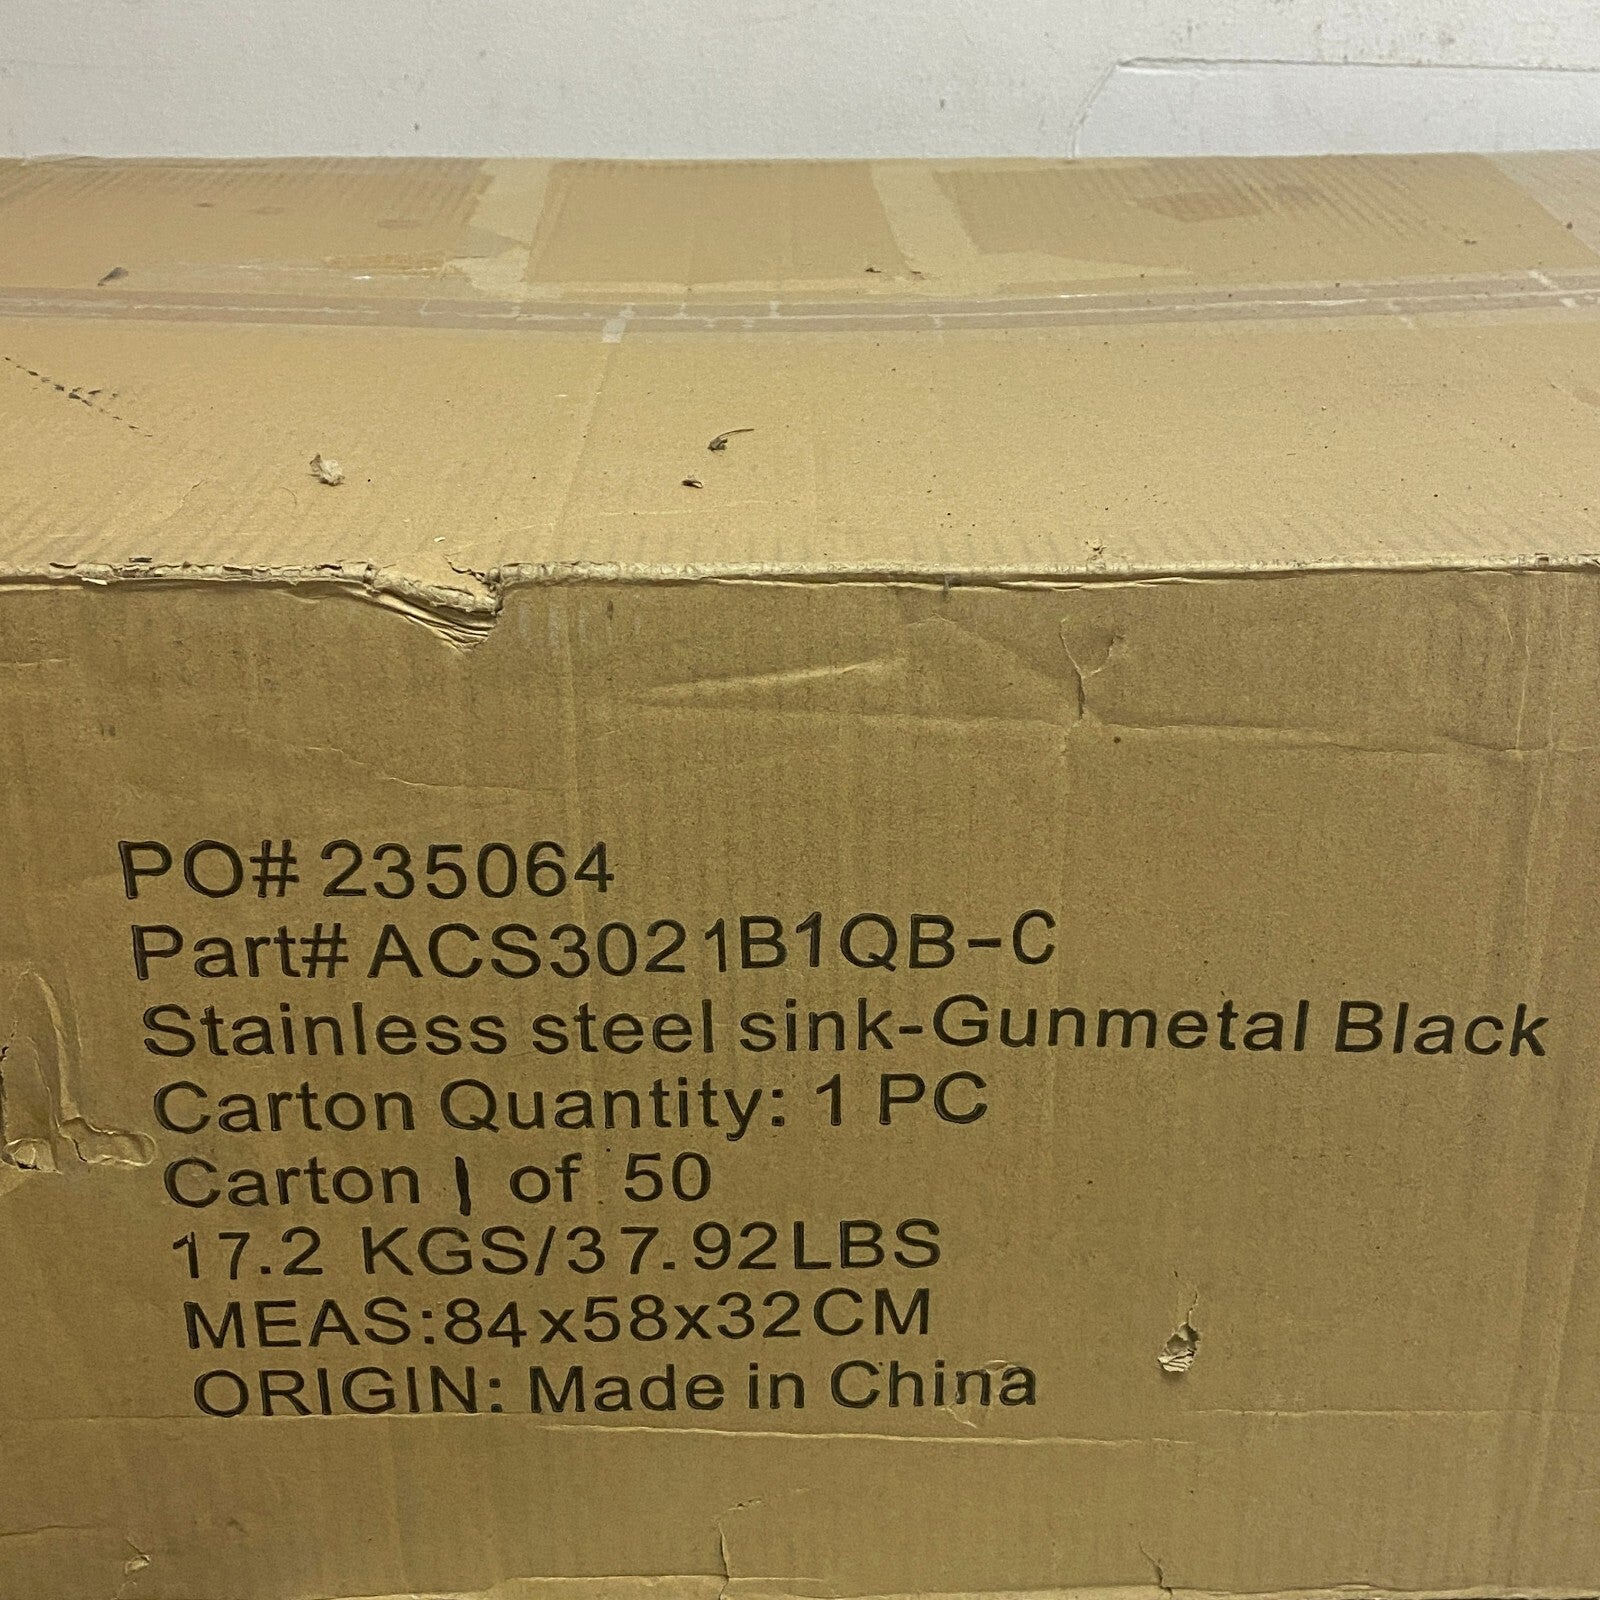 PO# 235064
Part# ACS3021B1QB-C
Stainless steel sink-Gunmetal Black
Carton Quantity: 1 PC
Carton 1 of 50
17.2 KGS/37.92LBS
MEAS:84x58x32CM
ORIGIN: Made in China